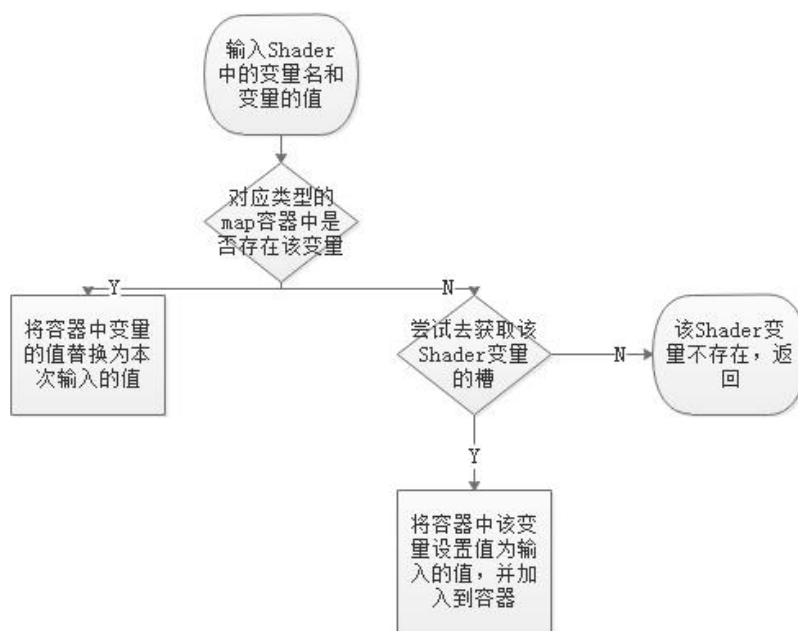 输入Shader
中的变量名和
变量的值
对应类型的
map容器中是
否存在该变量
Y
N
将容器中变量
的值替换为本
次输入的值
尝试去获取该
Shader变量
的槽
N
该Shader变
量不存在，返
回
Y
将容器中该变
量设置值为输
入的值，并加
入到容器